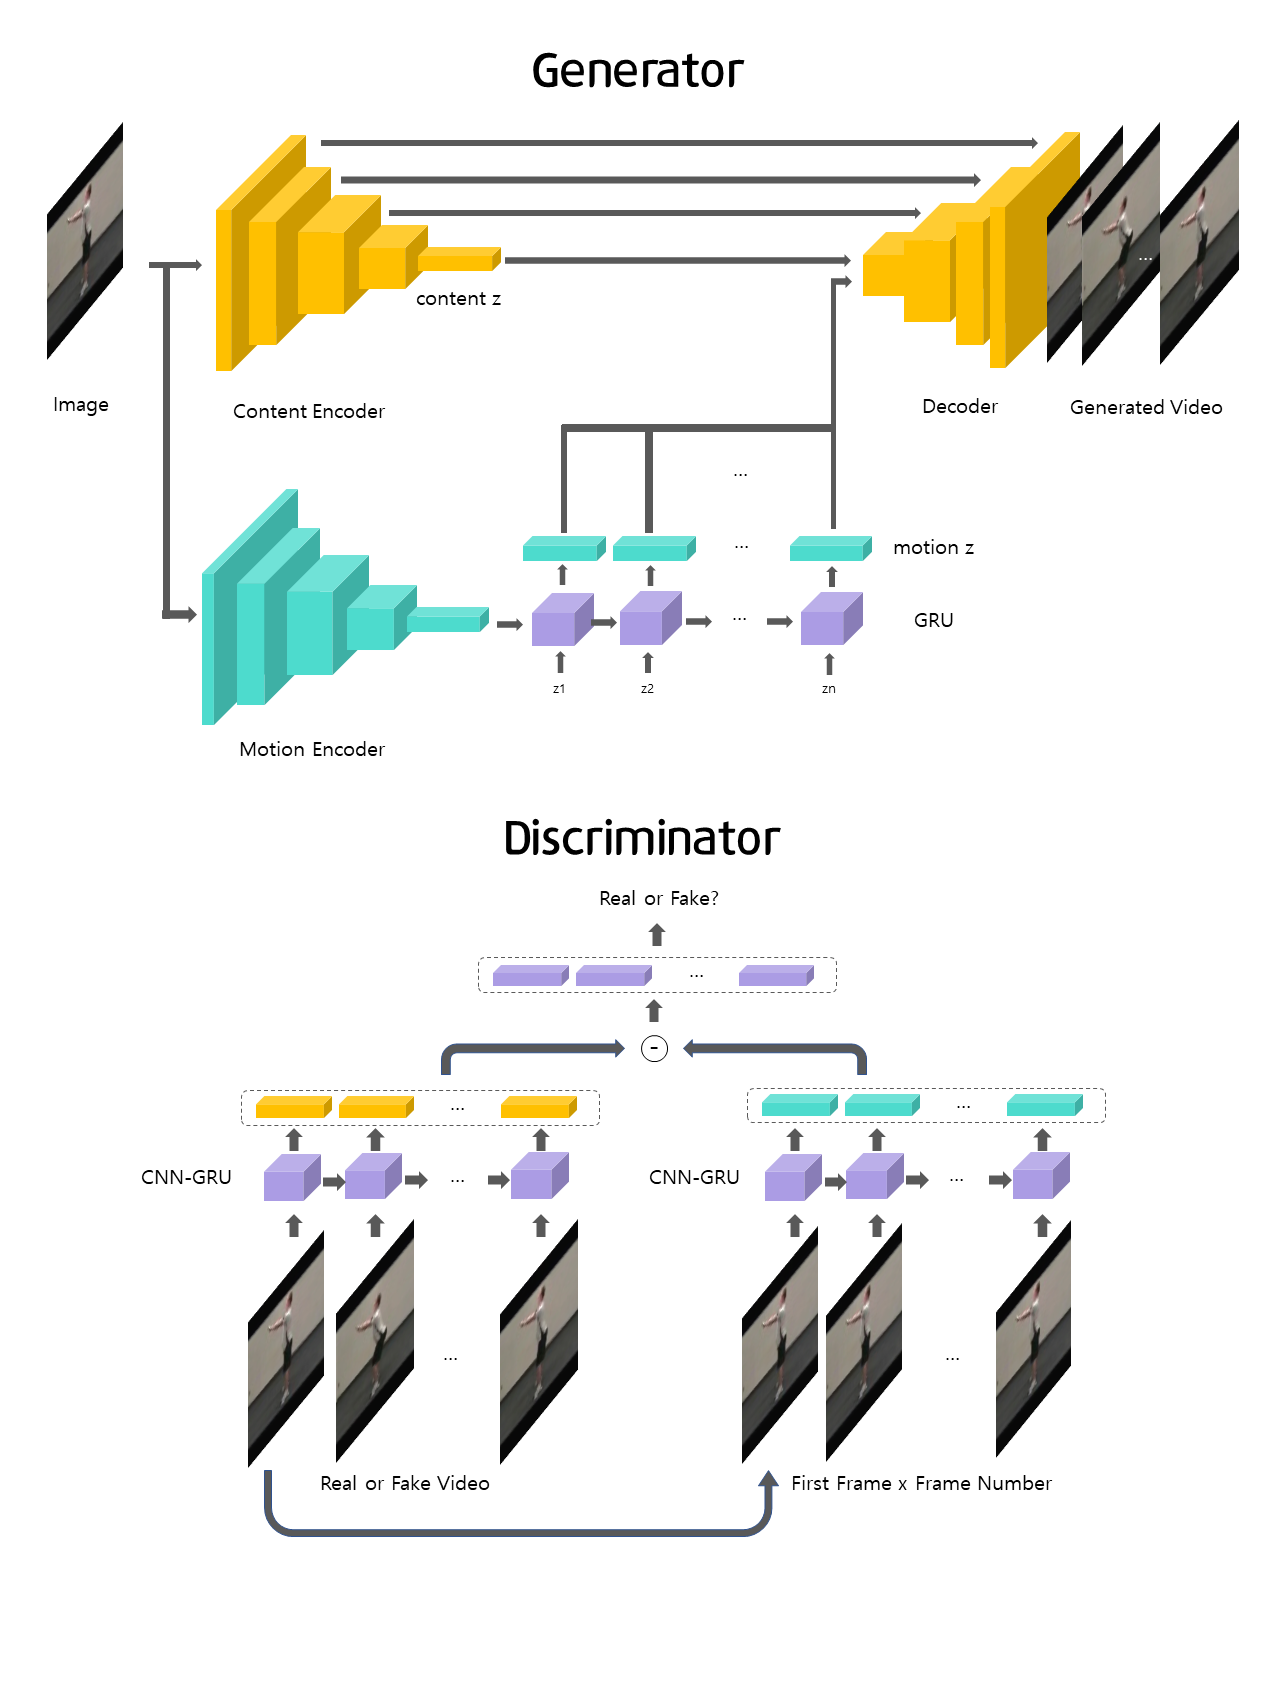 Generator
...
content z
Image
Content Encoder
Decoder
Generated Video
...
...
motion z
...
GRU
z1
z2
zn
Motion Encoder
Discriminator
Real or Fake?
...
-
...
...
CNN-GRU
...
CNN-GRU
...
...
...
Real or Fake Video
First Frame x Frame Number